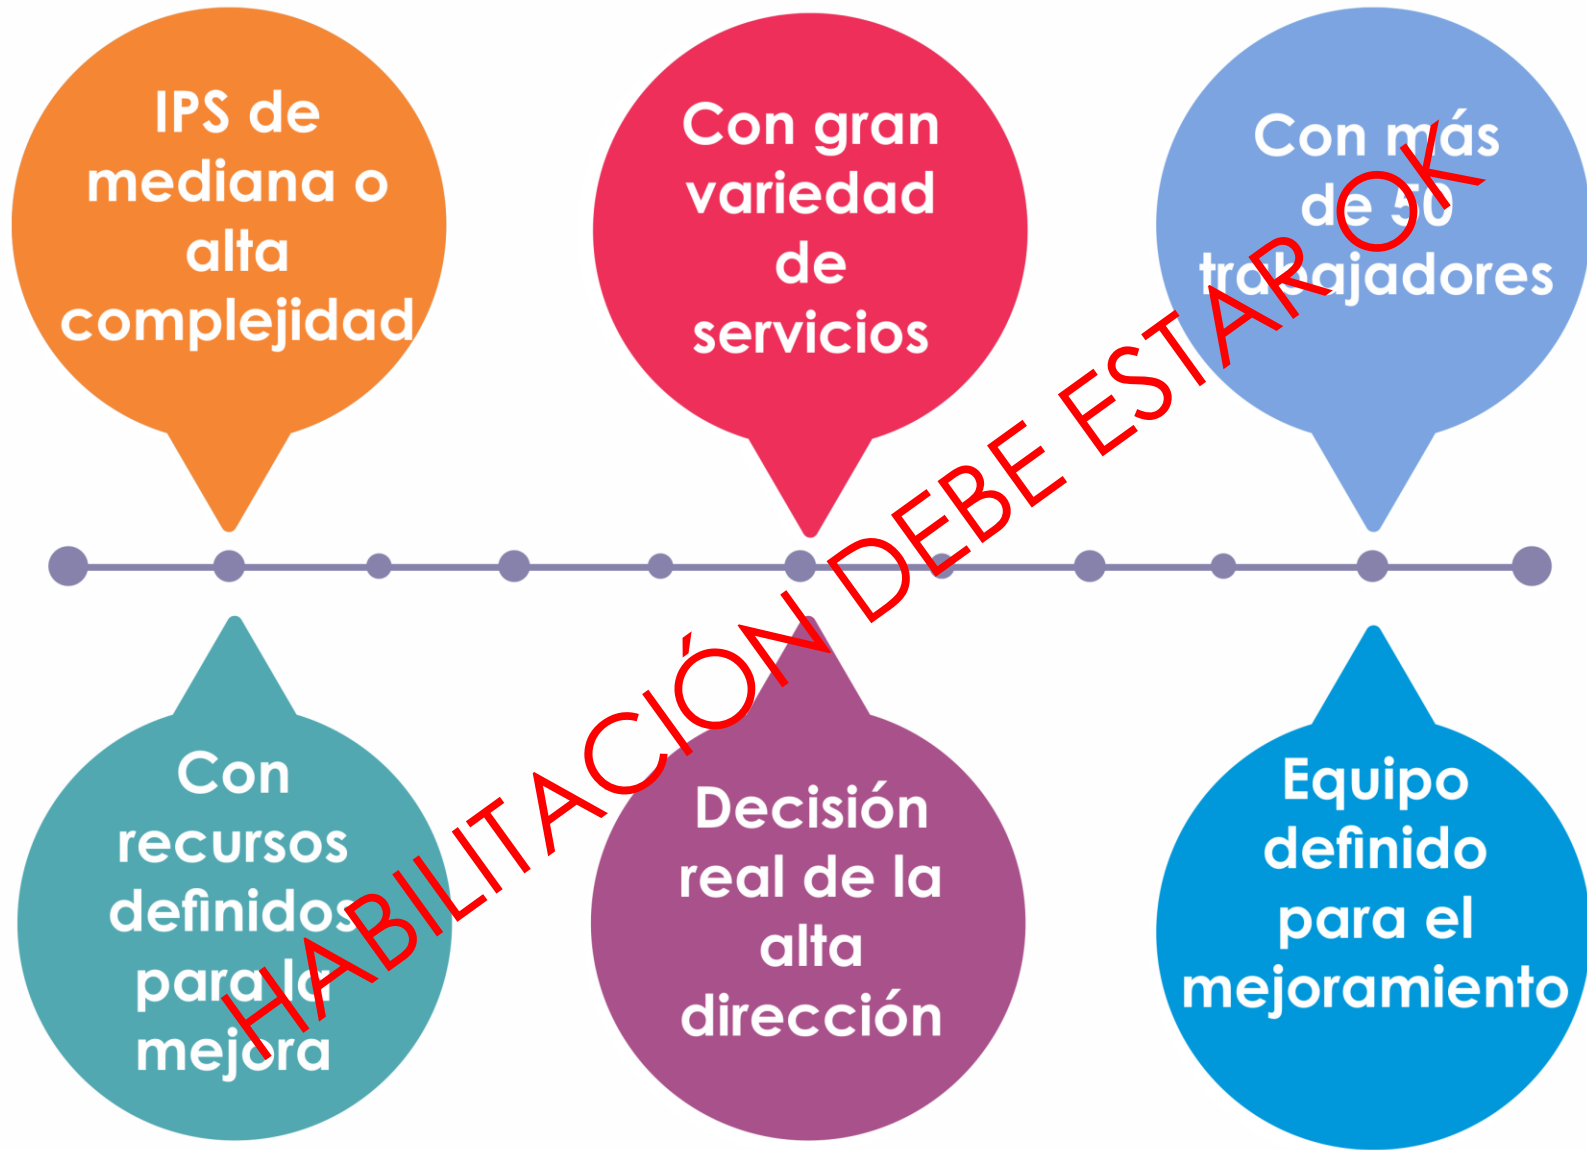 IPS de
mediana o
alta
complejidad
Con gran
variedad
de
servicios
Con más
de 50
trabajadores
Con
recursos
definidos
para la
mejora
Decisión
real de la
alta
dirección
Equipo
definido
para el
mejoramiento
HABILITACIÓN DEBE ESTAR OK